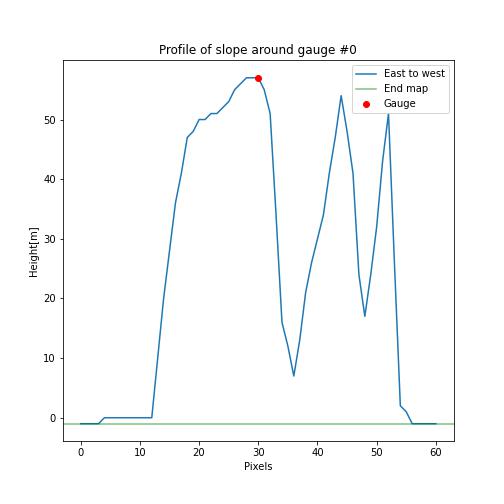 Profile of slope around gauge #0
East to west
End map
Gauge
Height[m]
50
40
30
20
10
0
0 10 20 30 40 50 60
Pixels